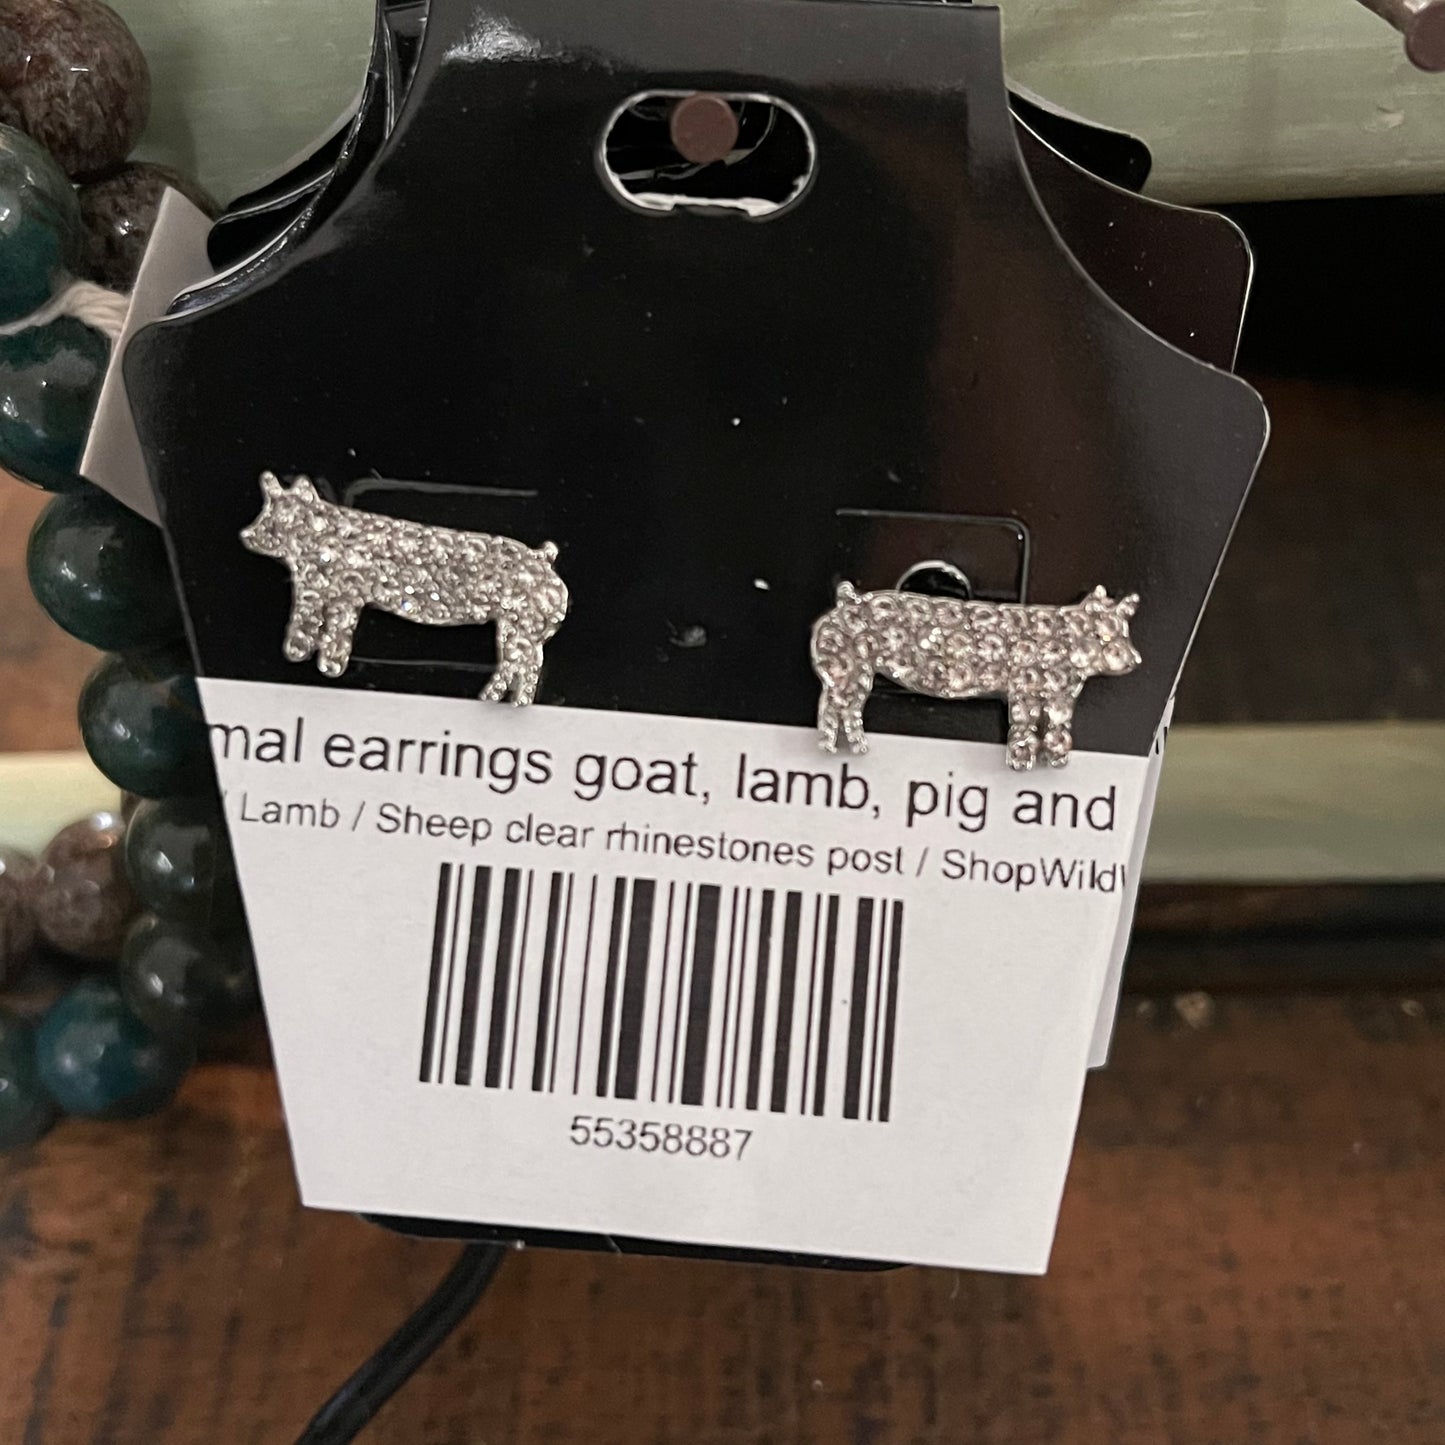 mal earrings goat, lamb, pig and
/ Lamb / Sheep clear rhinestones post / ShopWild
55358887